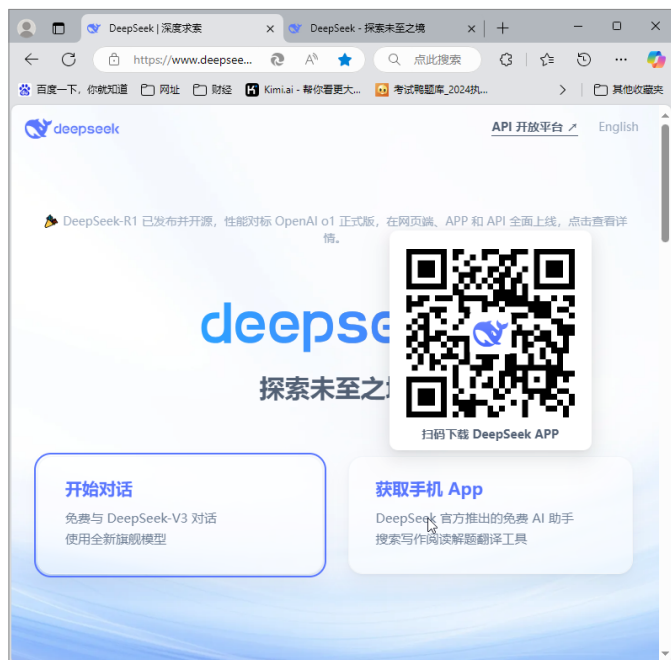 DeepSeek | 深度求索
DeepSeek - 探索未至之境
https://www.deepsee...
点此搜索
百度一下，你就知道
网址
财经
Kimi.ai - 帮你看更大...
考试鸭题库_2024执...
其他收藏夹
deepseek
API 开放平台
English
DeepSeek-R1 已发布并开源，性能对标 OpenAI o1 正式版，在网页端、APP 和 API 全面上线，点击查看详
情。
deepse
探索未至之境
扫码下载 DeepSeek APP
开始对话
免费与 DeepSeek-V3 对话
使用全新旗舰模型
获取手机 App
DeepSeek 官方推出的免费 AI 助手
搜索写作阅读解题翻译工具